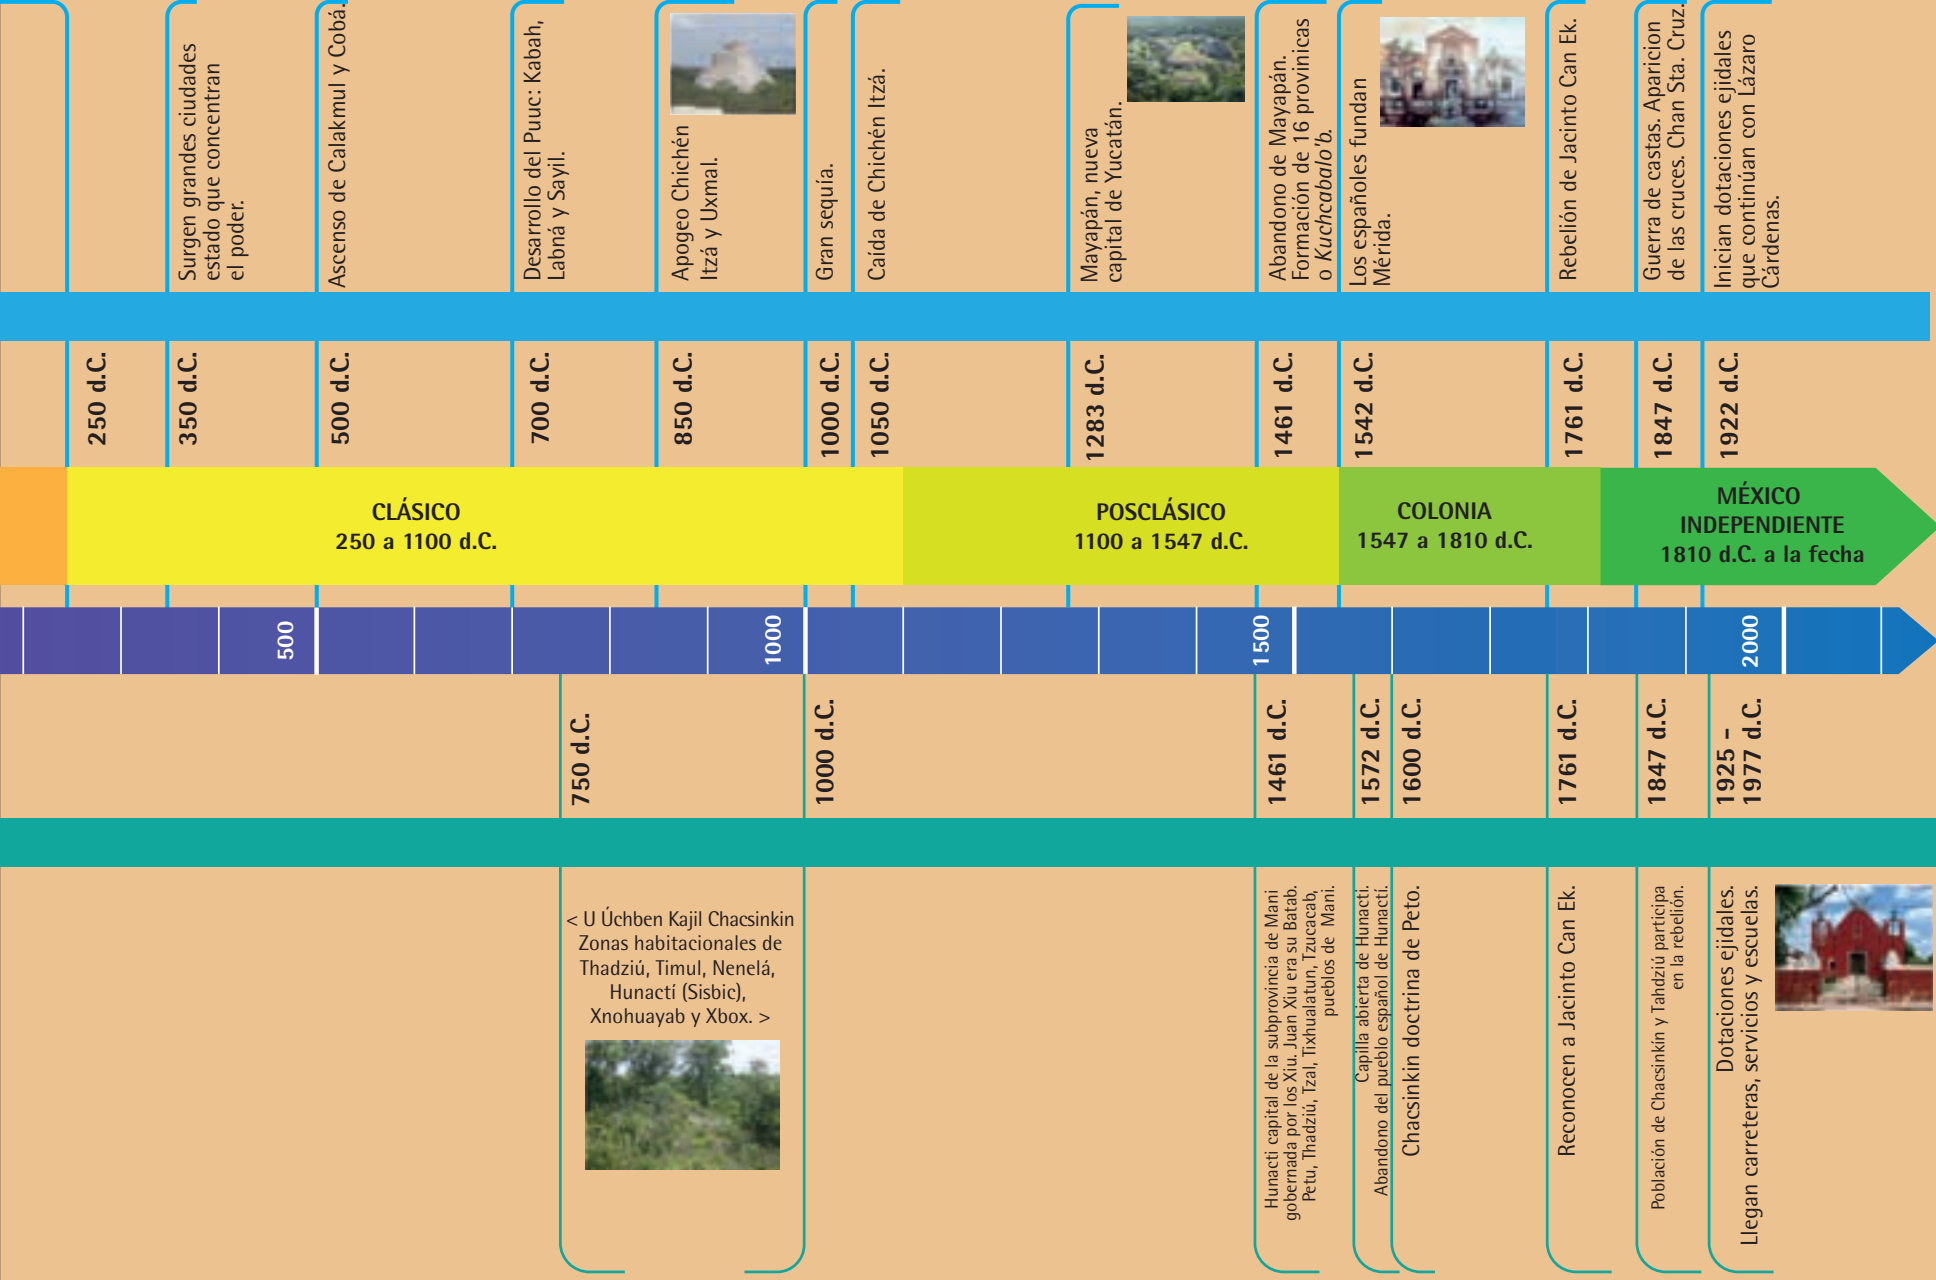 Surgen grandes ciudades
estado que concentran
el poder.
Ascenso de Calakmul y Cobá.
Desarrollo del Puuc: Kabah,
Labná y Sayil.
Apogeo Chichén
Itzá y Uxmal.
Gran sequía.
Caída de Chichén Itzá.
Mayapán, nueva
capital de Yucatán.
Abandono de Mayapán.
Formación de 16 provinicas
o Kuchcabalo'b.
Los españoles fundan
Mérida.
Rebelión de Jacinto Can Ek.
Guerra de castas. Aparicion
de las cruces. Chan Sta. Cruz.
Inician dotaciones ejidales
que continúan con Lázaro
Cárdenas.
250 d.C.
350 d.C.
500 d.C.
700 d.C.
850 d.C.
1000 d.C.
1050 d.C.
1283 d.C.
1461 d.C.
1542 d.C.
1761 d.C.
1847 d.C.
1922 d.C.
CLÁSICO
250 a 1100 d.C.
POSCLÁSICO
1100 a 1547 d.C.
COLONIA
1547 a 1810 d.C.
MÉXICO
INDEPENDIENTE
1810 d.C. a la fecha
500
1000
1500
2000
750 d.C.
1000 d.C.
1461 d.C.
1572 d.C.
1600 d.C.
1761 d.C.
1847 d.C.
1925 –
1977 d.C.
< U Úchben Kajil Chacsinkin
Zonas habitacionales de
Thadziú, Timul, Nenelá,
Hunactí (Sisbic),
Xnohuayab y Xbox. >
Hunacti capital de la subprovincia de Mani
gobernada por los Xiu. Juan Xiu era su Batab.
Petu, Thadziú, Tzal, Tixhualatun, Tzucacab,
pueblos de Mani.
Capilla abierta de Hunacti.
Abandono del pueblo español de Hunactí.
Chacsinkin doctrina de Peto.
Reconocen a Jacinto Can Ek.
Población de Chacsinkín y Tahdziú participa
en la rebelión.
Dotaciones ejidales.
Llegan carreteras, servicios y escuelas.